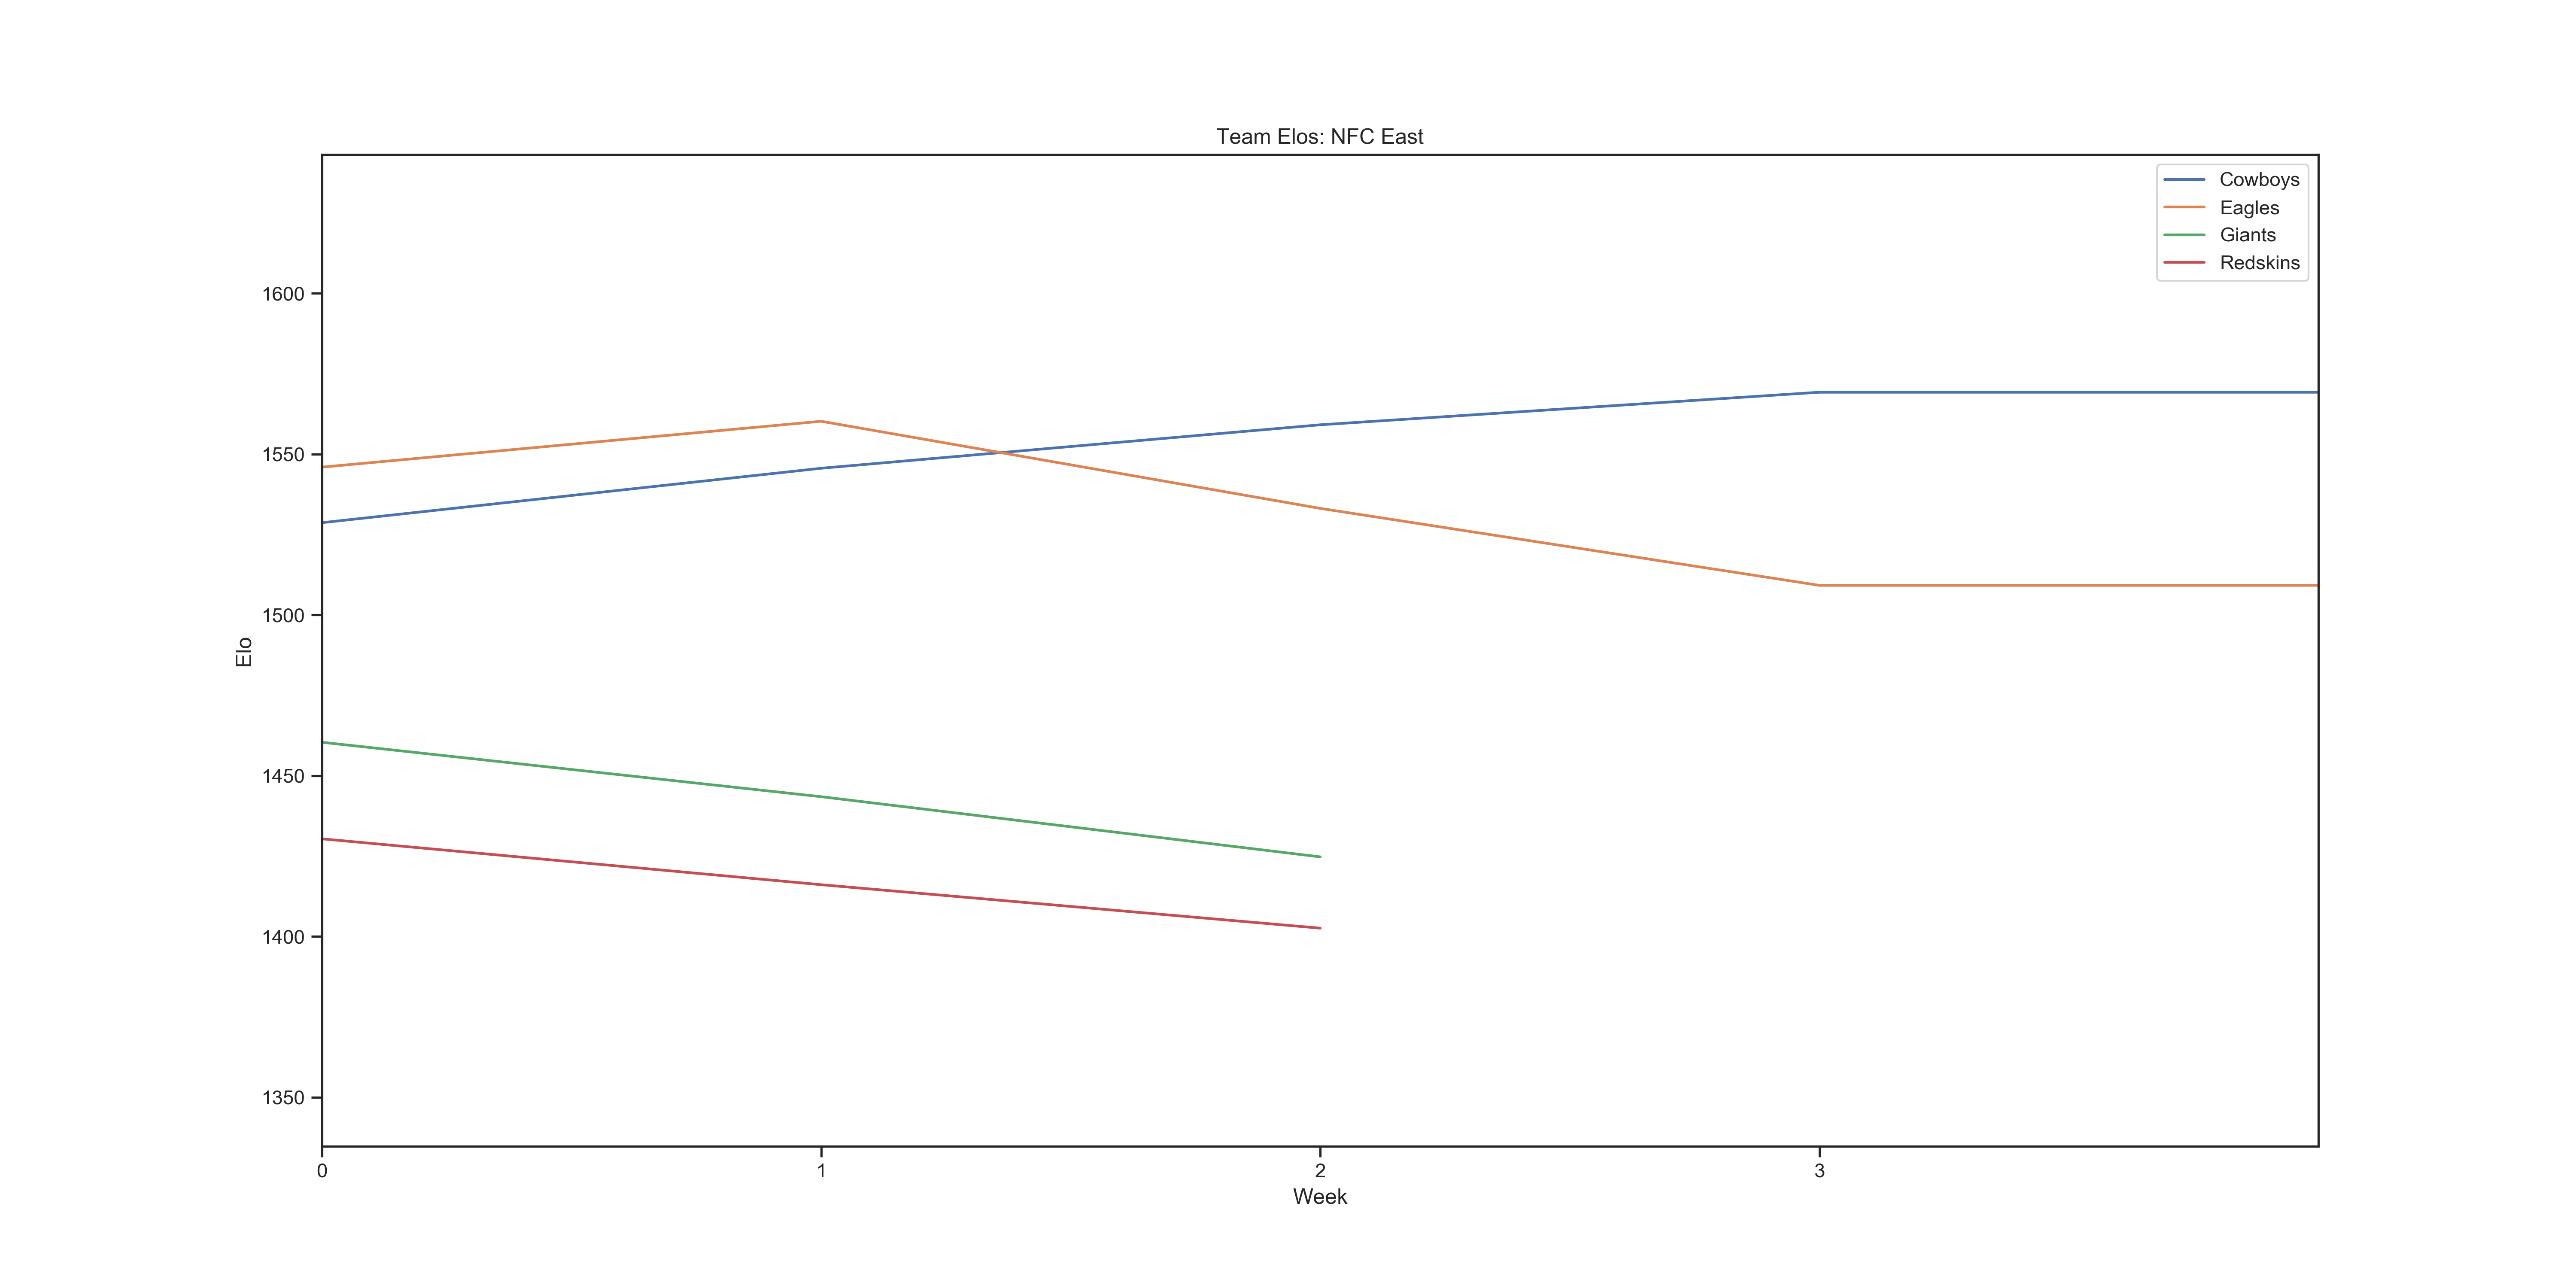 Team Elos: NFC East
Cowboys
Eagles
Giants
Redskins
1600
1550
1500
1450
1400
1350
Elo
0 1 2 3
Week